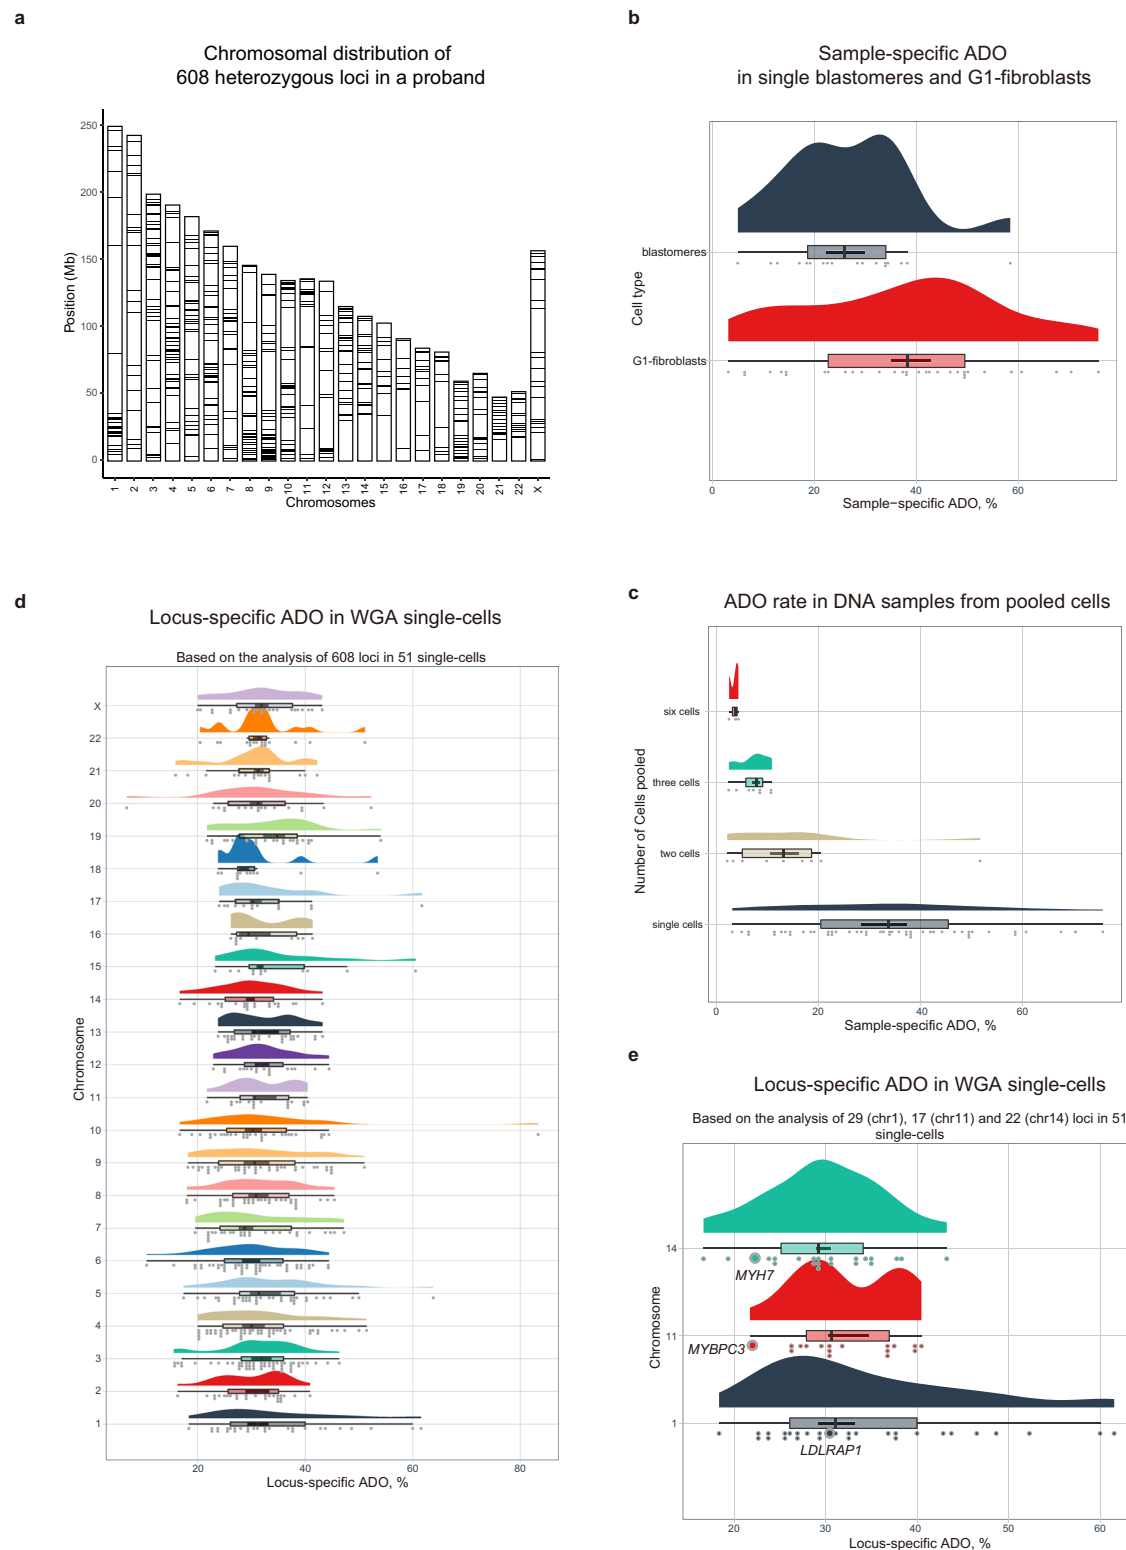 a
Chromosomal distribution of
608 heterozygous loci in a proband
Position (Mb)
250
200
150
100
50
0
1 2 3 4 5 6 7 8 9 10 11 12 13 14 15 16 17 18 19 20 21 22 X
Chromosomes
b
Sample-specific ADO
in single blastomeres and G1-fibroblasts
Cell type
blastomeres
G1-fibroblasts
0 20 40 60
Sample−specific ADO, %
d
Locus-specific ADO in WGA single-cells
Based on the analysis of 608 loci in 51 single-cells
Chromosome
X
22
21
20
19
18
17
16
15
14
13
12
11
10
9
8
7
6
5
4
3
2
1
20 40 60 80
Locus-specific ADO, %
c
ADO rate in DNA samples from pooled cells
Number of Cells pooled
six cells
three cells
two cells
single cells
0 20 40 60
Sample-specific ADO, %
e
Locus-specific ADO in WGA single-cells
Based on the analysis of 29 (chr1), 17 (chr11) and 22 (chr14) loci in 51
single-cells
Chromosome
14
MYH7
11
MYBPC3
1
LDLRAP1
20 30 40 50 60
Locus-specific ADO, %